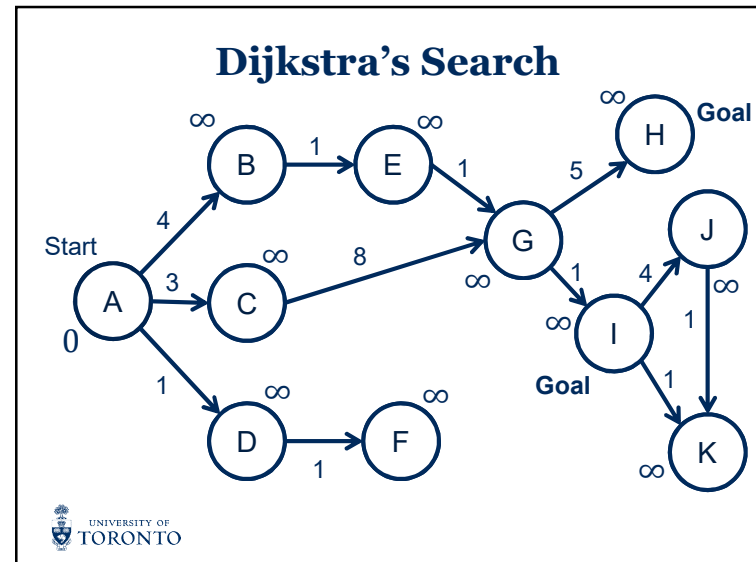 Dijkstra's Search
∞ Goal
∞ ∞ H
B 1 E
1 5
4 G J
Start ∞ 8
A 3 C ∞ 1 4 ∞
0 ∞ I 1
1 Goal 1
∞ ∞
D 1 F K
∞
UNIVERSITY OF
TORONTO